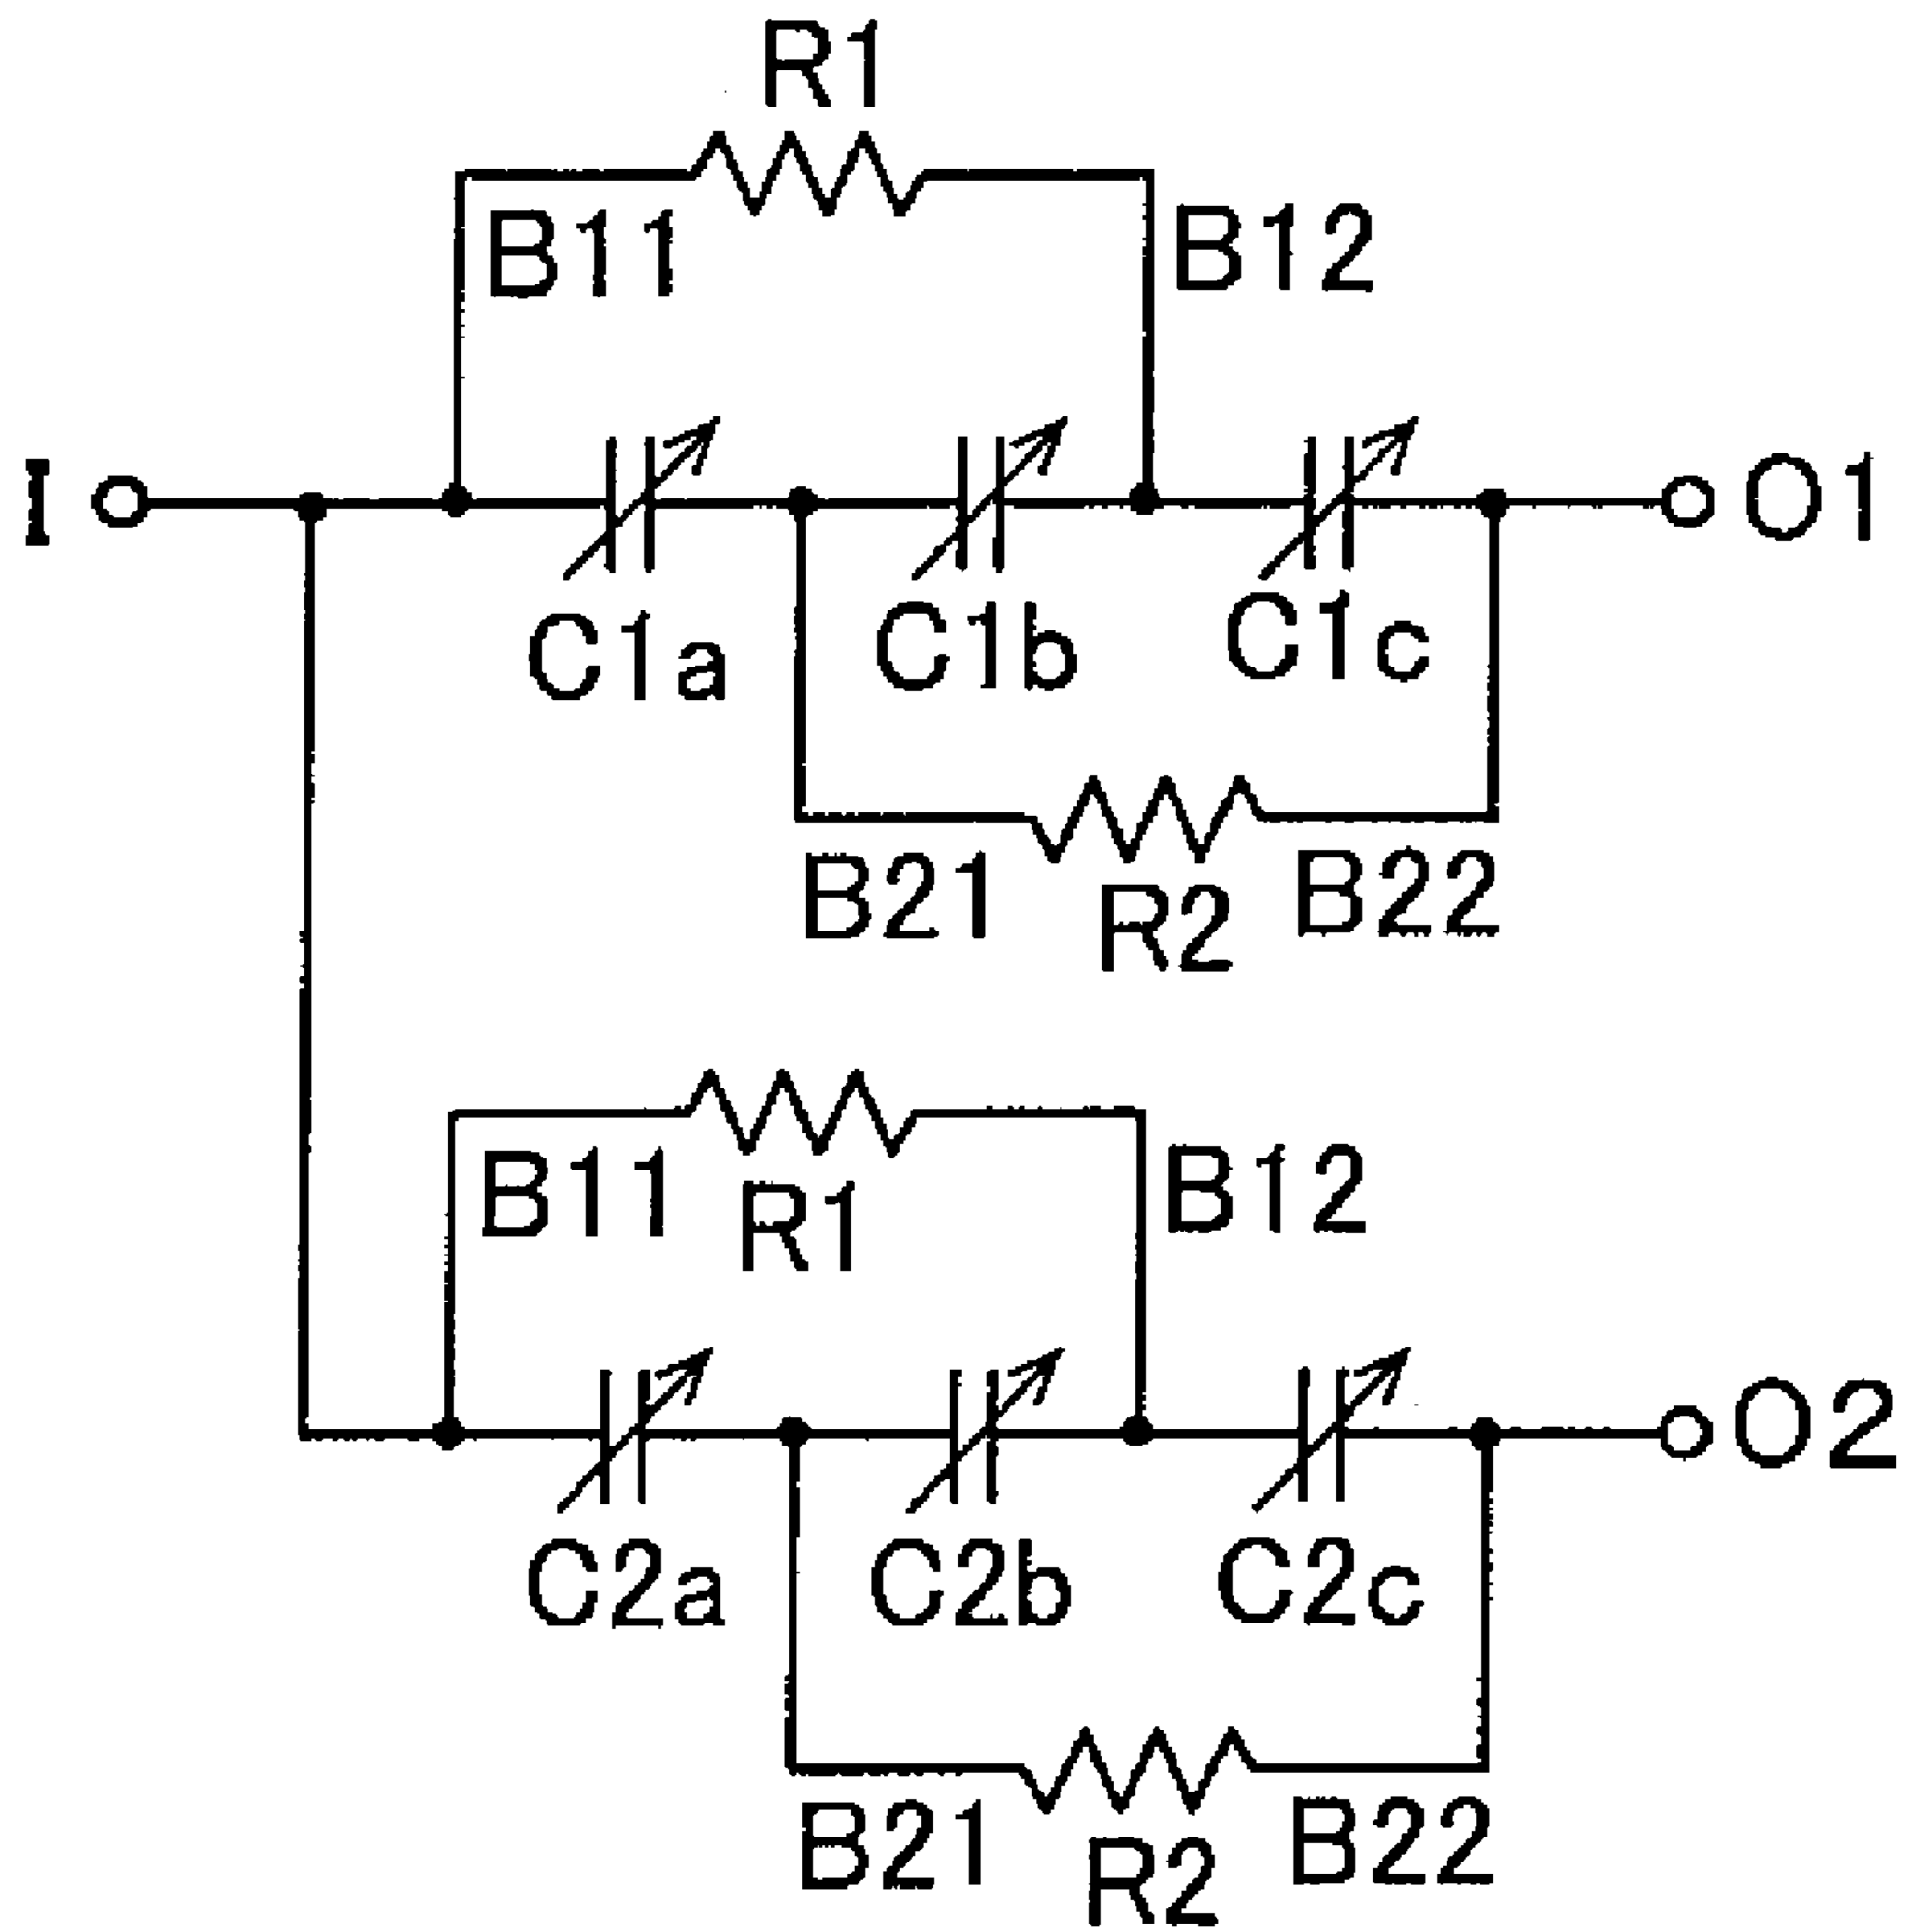 R1
B11 B12
I O1
C1a C1b C1c
B21 R2 B22
B11 R1 B12
O2
C2a C2b C2c
B21 R2 B22